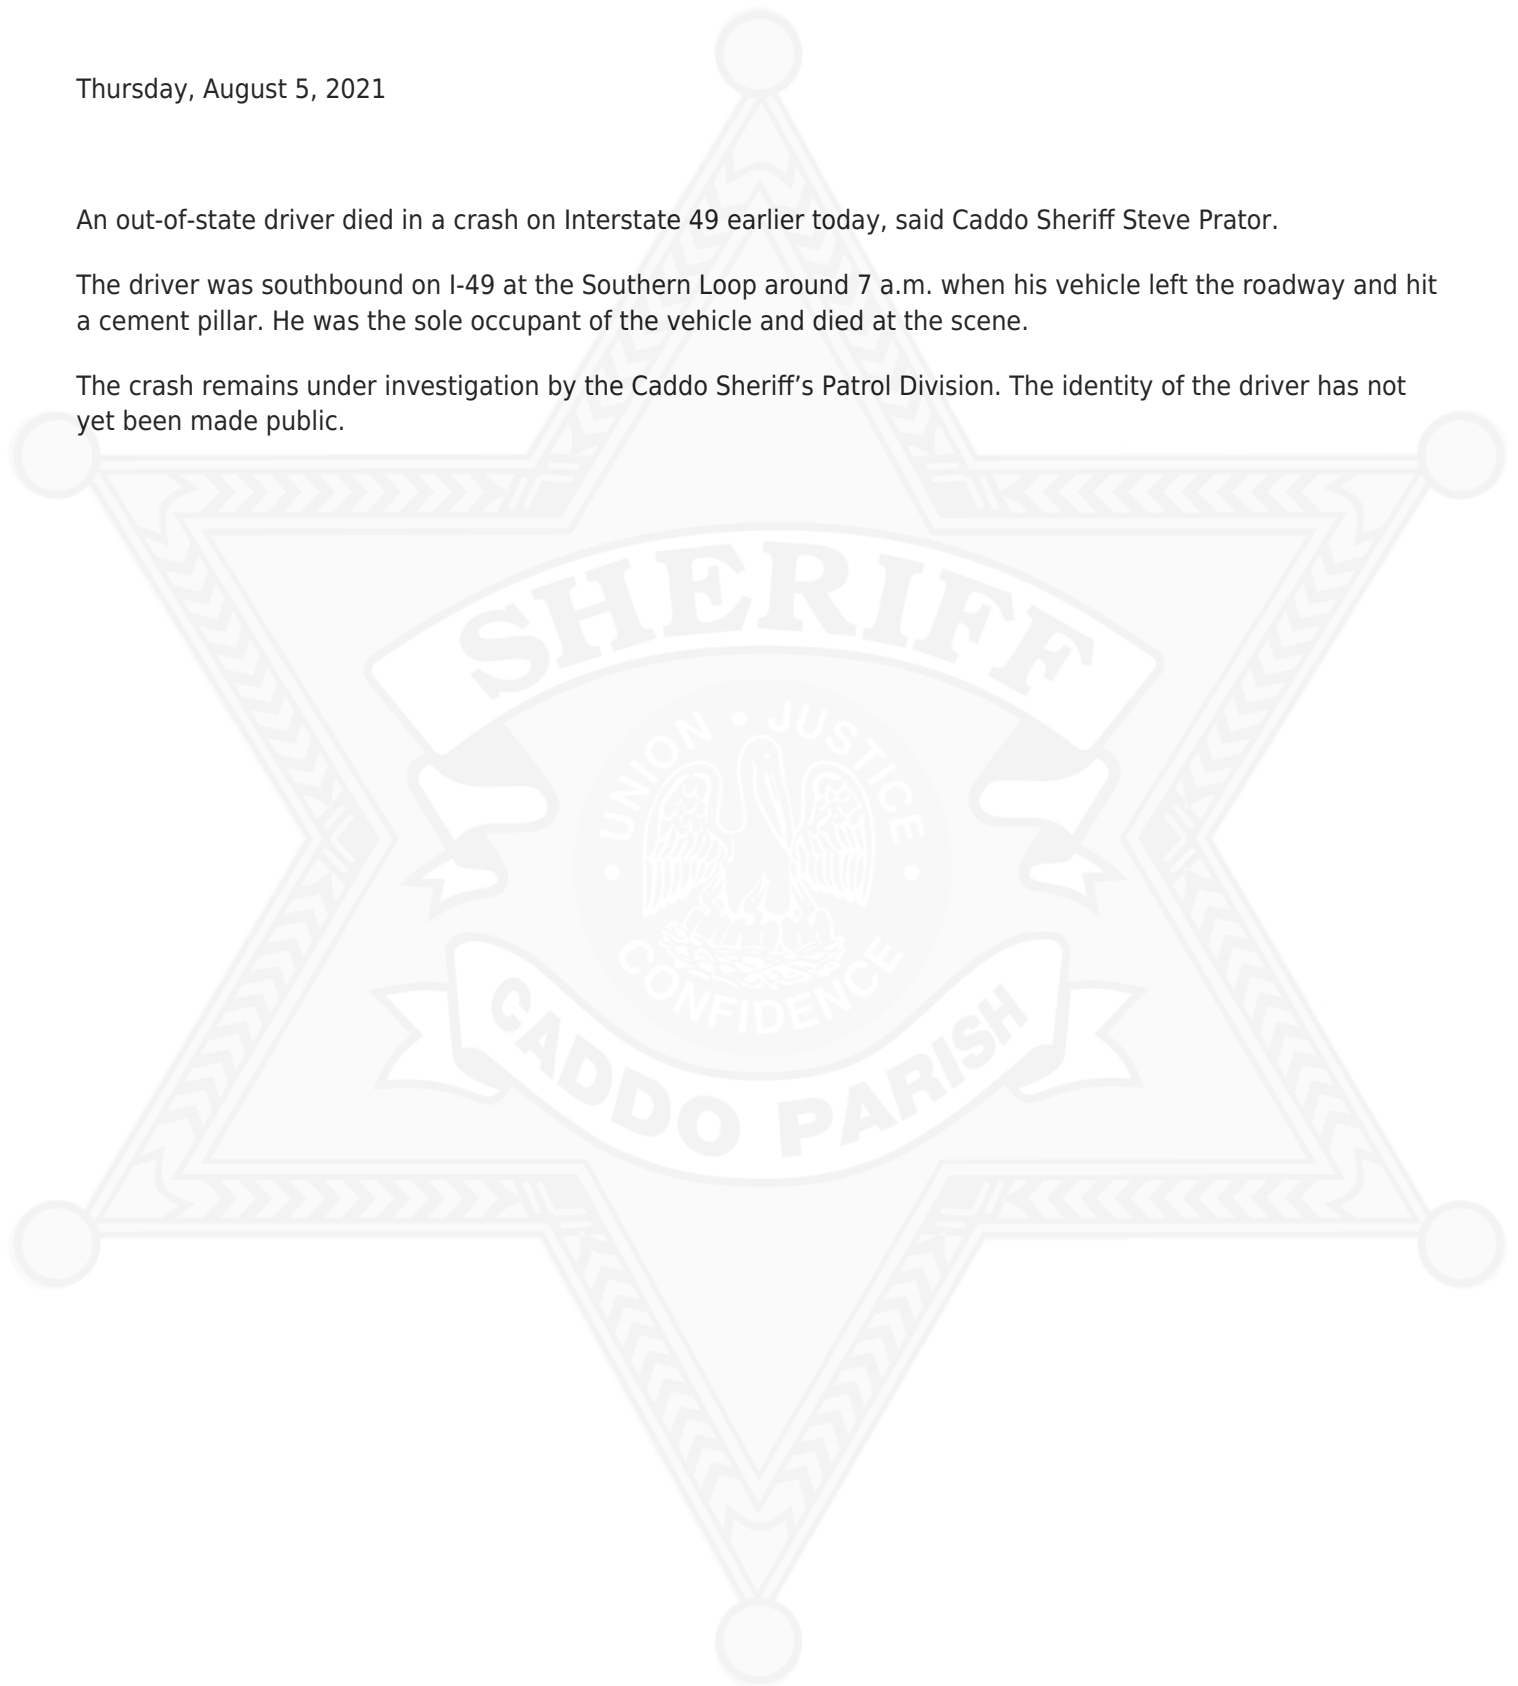 Thursday, August 5, 2021
An out-of-state driver died in a crash on Interstate 49 earlier today, said Caddo Sheriff Steve Prator.
The driver was southbound on I-49 at the Southern Loop around 7 a.m. when his vehicle left the roadway and hit
a cement pillar. He was the sole occupant of the vehicle and died at the scene.
The crash remains under investigation by the Caddo Sheriff’s Patrol Division. The identity of the driver has not
yet been made public.
SHERIFF
UNION • JUSTICE
• CONFIDENCE •
CADDO PARISH